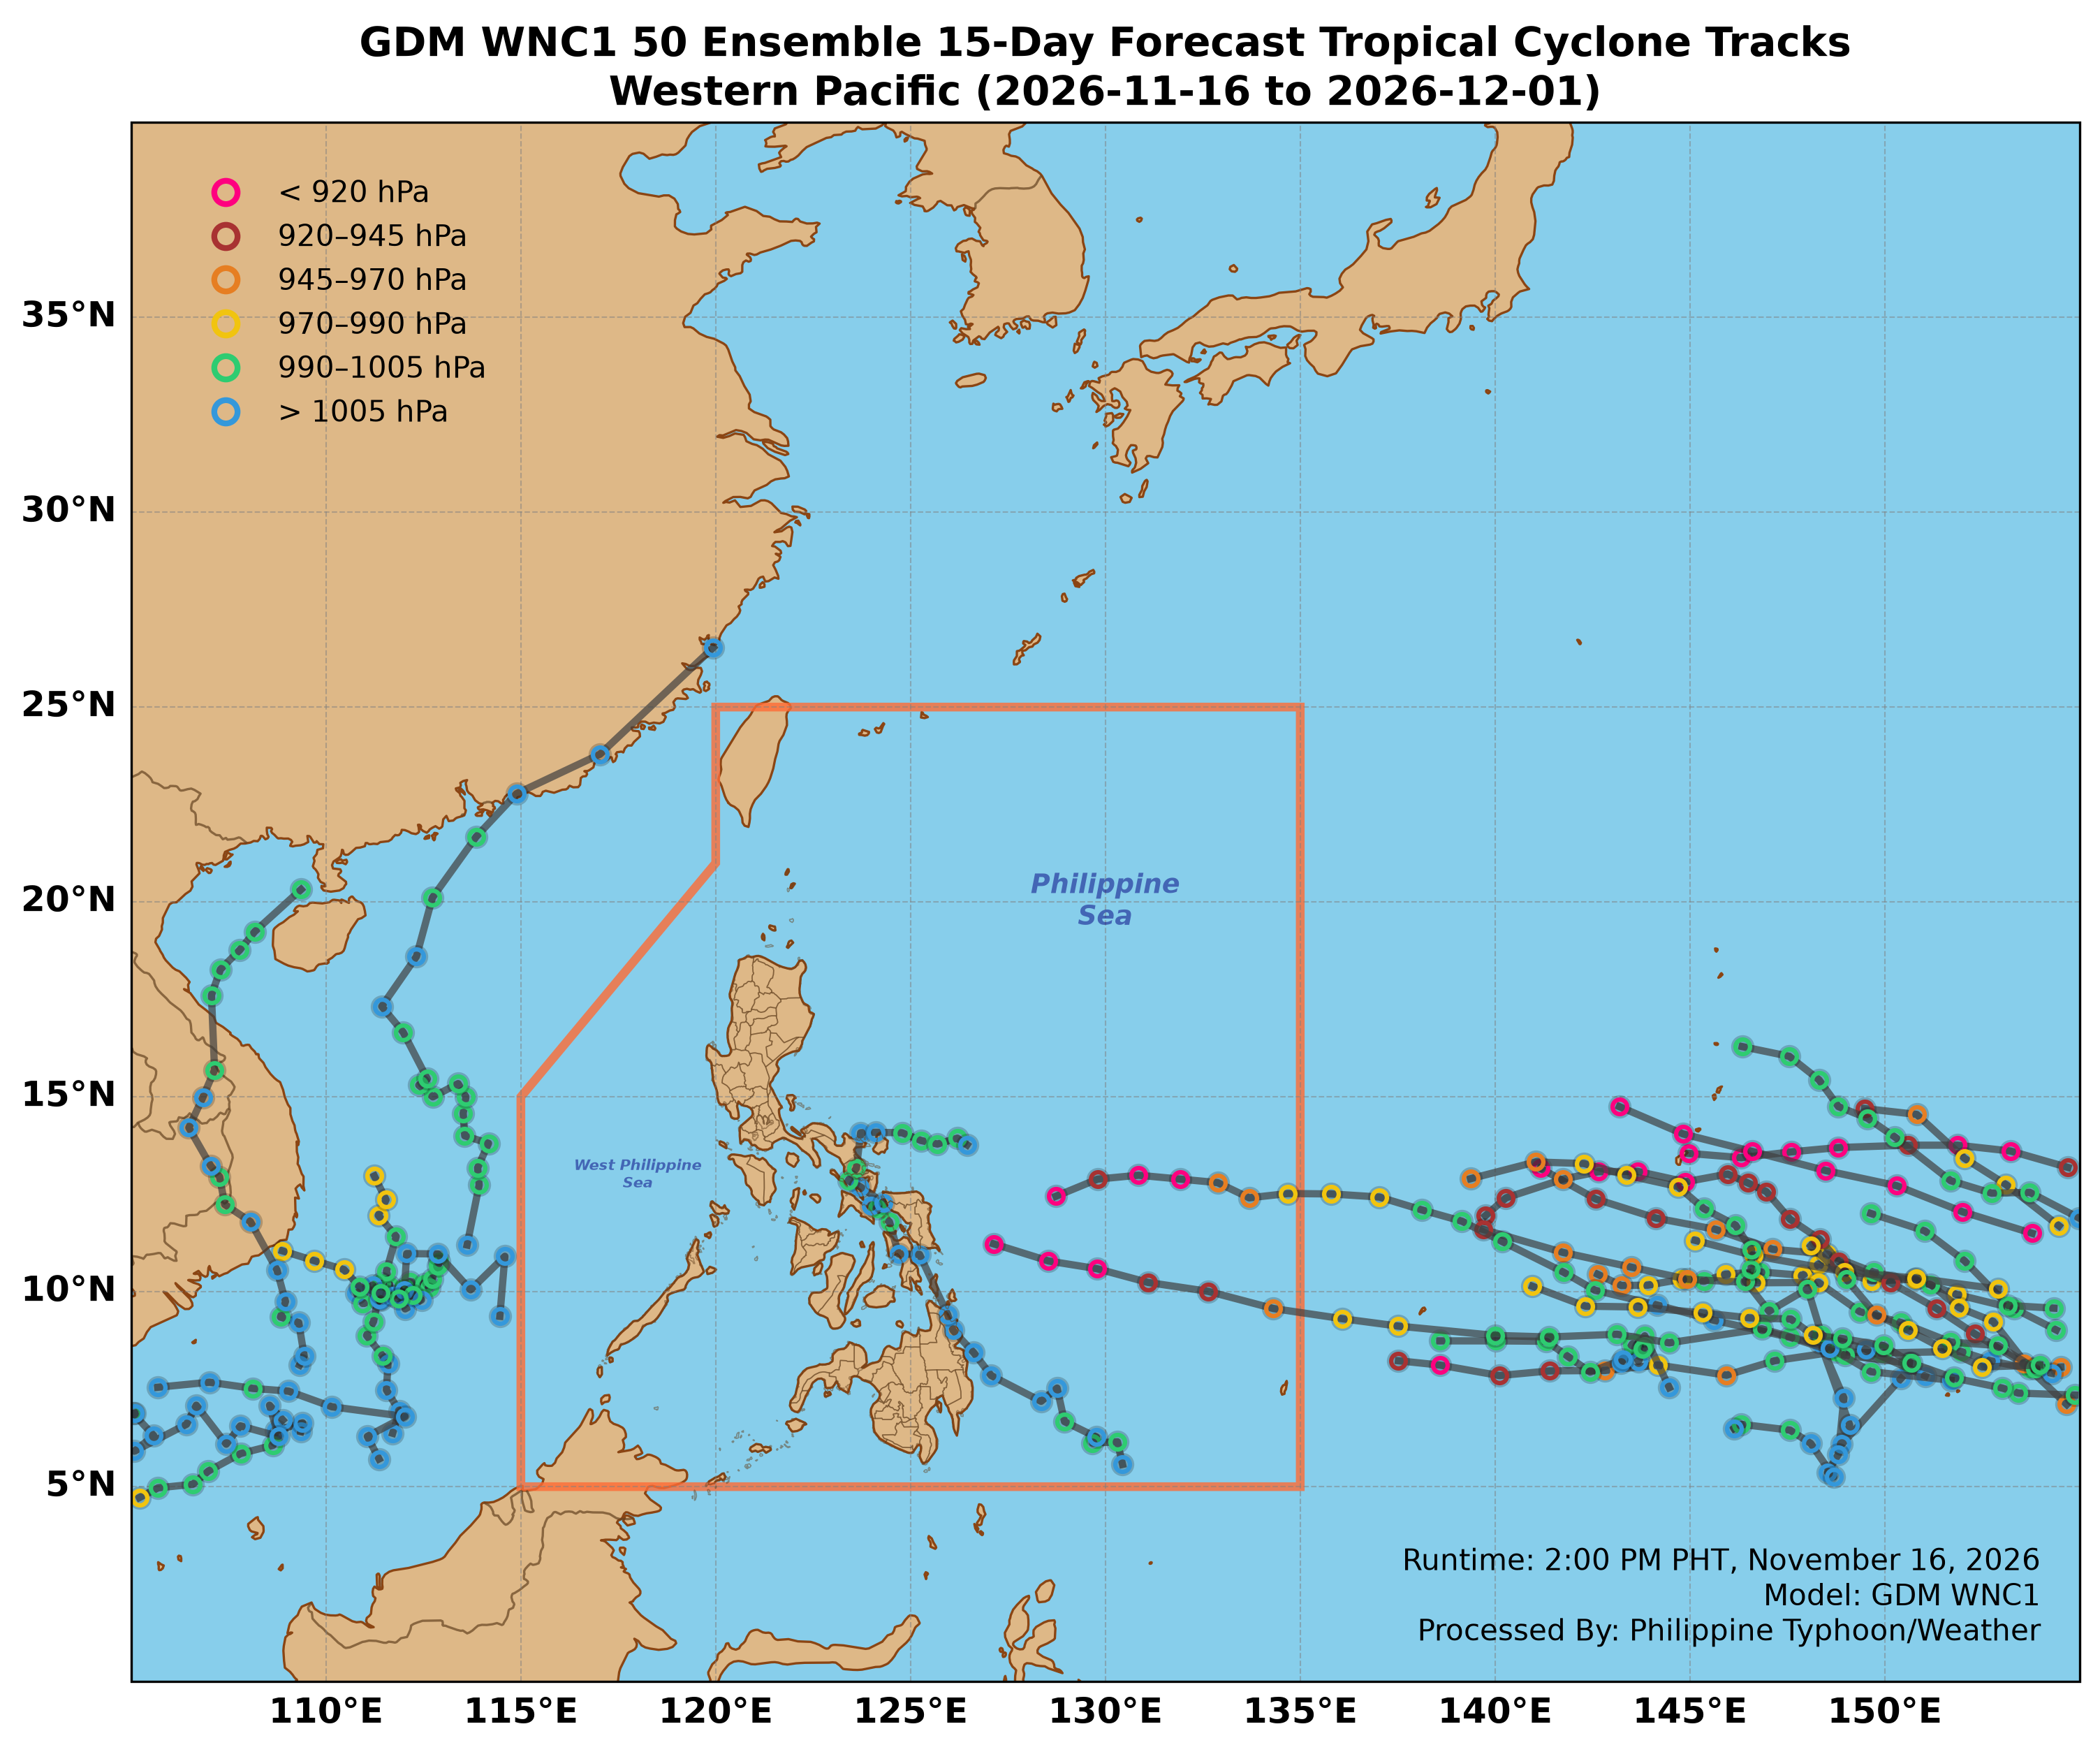 GDM WNC1 50 Ensemble 15-Day Forecast Tropical Cyclone Tracks
Western Pacific (2026-11-16 to 2026-12-01)
< 920 hPa
920–945 hPa
945–970 hPa
970–990 hPa
990–1005 hPa
> 1005 hPa
35°N
30°N
25°N
20°N
15°N
10°N
5°N
Philippine
Sea
West Philippine
Sea
Runtime: 2:00 PM PHT, November 16, 2026
Model: GDM WNC1
Processed By: Philippine Typhoon/Weather
110°E 115°E 120°E 125°E 130°E 135°E 140°E 145°E 150°E